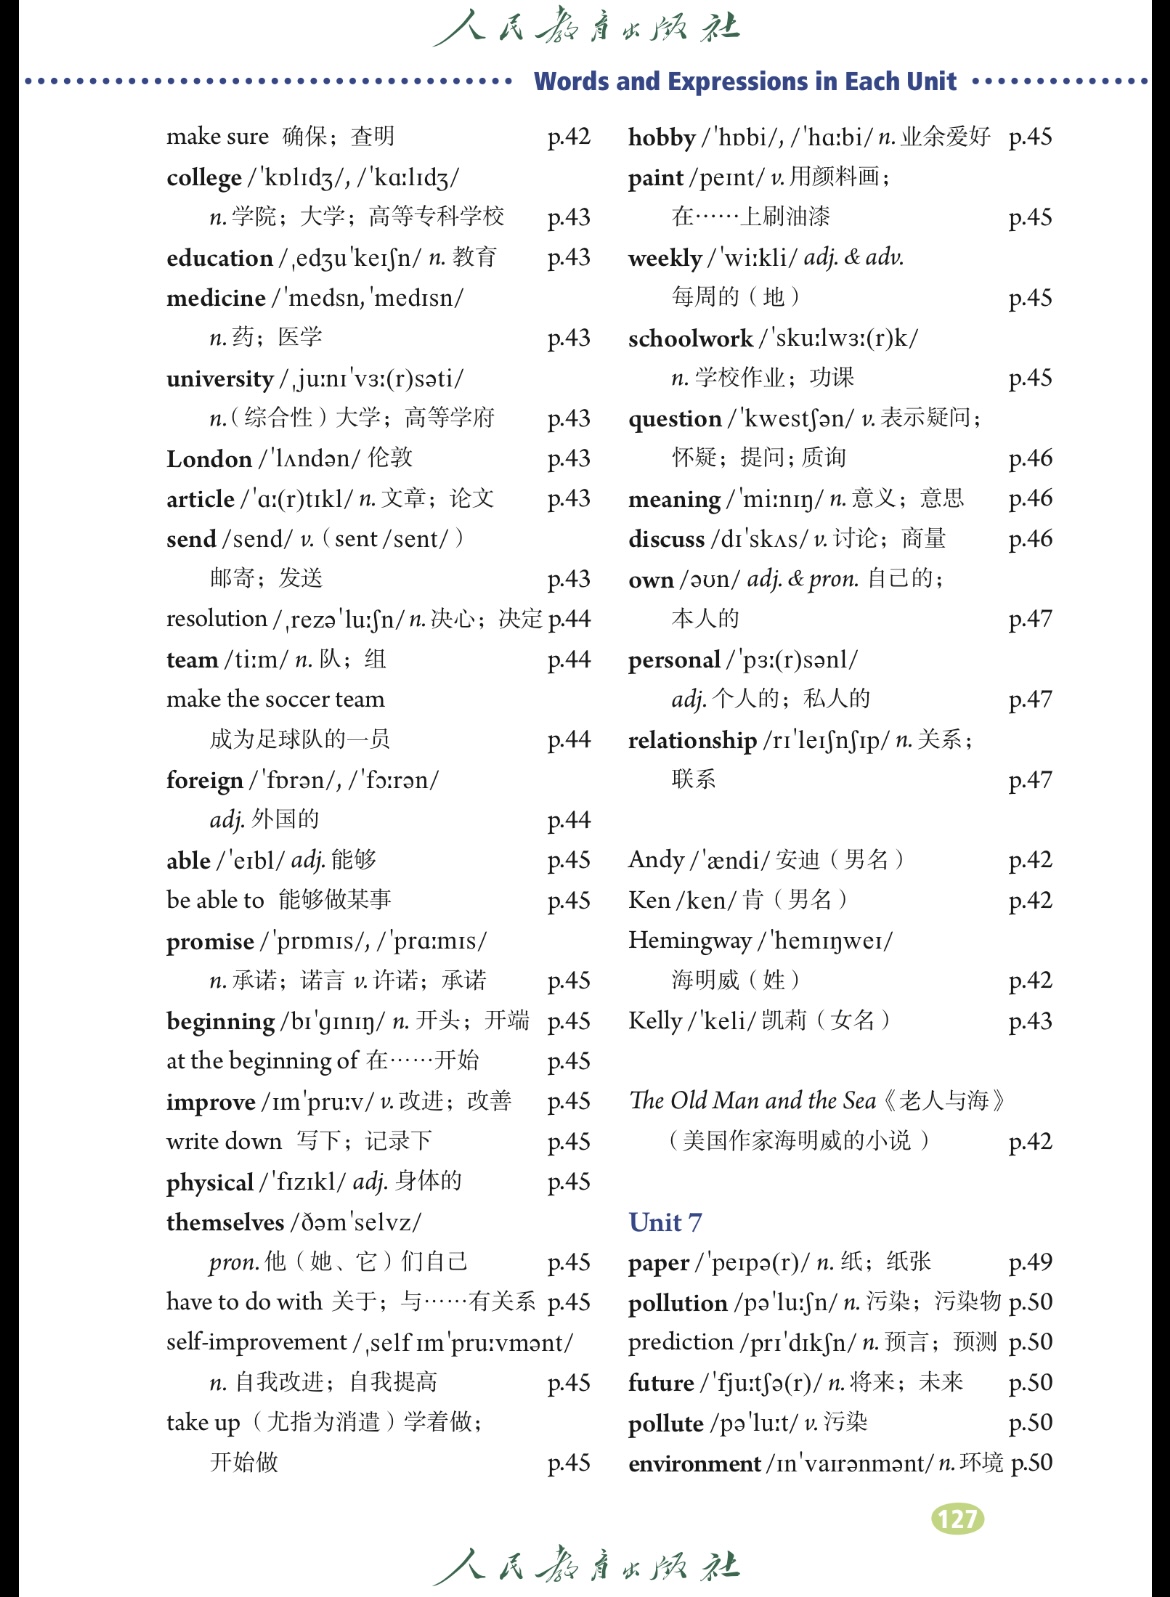 人民教育出版社
Words and Expressions in Each Unit
make sure 确保；查明 p.42
college /ˈkɒlɪdʒ/, /ˈkɑːlɪdʒ/
n. 学院；大学；高等专科学校 p.43
education /ˌedʒuˈkeɪʃn/ n. 教育 p.43
medicine /ˈmedsn,ˈmedɪsn/
n. 药；医学 p.43
university /ˌjuːnɪˈvɜː(r)səti/
n.（综合性）大学；高等学府 p.43
London /ˈlʌndən/ 伦敦 p.43
article /ˈɑː(r)tɪkl/ n. 文章；论文 p.43
send /send/ v.（sent /sent/）
邮寄；发送 p.43
resolution /ˌrezəˈluːʃn/ n. 决心；决定 p.44
team /tiːm/ n. 队；组 p.44
make the soccer team
成为足球队的一员 p.44
foreign /ˈfɒrən/, /ˈfɔːrən/
adj. 外国的 p.44
able /ˈeɪbl/ adj. 能够 p.45
be able to 能够做某事 p.45
promise /ˈprɒmɪs/, /ˈprɑːmɪs/
n. 承诺；诺言 v. 许诺；承诺 p.45
beginning /bɪˈɡɪnɪŋ/ n. 开头；开端 p.45
at the beginning of 在……开始 p.45
improve /ɪmˈpruːv/ v. 改进；改善 p.45
write down 写下；记录下 p.45
physical /ˈfɪzɪkl/ adj. 身体的 p.45
themselves /ðəmˈselvz/
pron. 他（她、它）们自己 p.45
have to do with 关于；与……有关系 p.45
self-improvement /ˌself ɪmˈpruːvmənt/
n. 自我改进；自我提高 p.45
take up （尤指为消遣）学着做；
开始做 p.45
hobby /ˈhɒbi/, /ˈhɑːbi/ n. 业余爱好 p.45
paint /peɪnt/ v. 用颜料画；
在……上刷油漆 p.45
weekly /ˈwiːkli/ adj. & adv.
每周的（地） p.45
schoolwork /ˈskuːlwɜː(r)k/
n. 学校作业；功课 p.45
question /ˈkwestʃən/ v. 表示疑问；
怀疑；提问；质询 p.46
meaning /ˈmiːnɪŋ/ n. 意义；意思 p.46
discuss /dɪˈskʌs/ v. 讨论；商量 p.46
own /əʊn/ adj. & pron. 自己的；
本人的 p.47
personal /ˈpɜː(r)sənl/
adj. 个人的；私人的 p.47
relationship /rɪˈleɪʃnʃɪp/ n. 关系；
联系 p.47
Andy /ˈændi/ 安迪（男名） p.42
Ken /ken/ 肯（男名） p.42
Hemingway /ˈhemɪŋweɪ/
海明威（姓） p.42
Kelly /ˈkeli/ 凯莉（女名） p.43
The Old Man and the Sea《老人与海》
（美国作家海明威的小说） p.42
Unit 7
paper /ˈpeɪpə(r)/ n. 纸；纸张 p.49
pollution /pəˈluːʃn/ n. 污染；污染物 p.50
prediction /prɪˈdɪkʃn/ n. 预言；预测 p.50
future /ˈfjuːtʃə(r)/ n. 将来；未来 p.50
pollute /pəˈluːt/ v. 污染 p.50
environment /ɪnˈvaɪrənmənt/ n. 环境 p.50
127
人民教育出版社